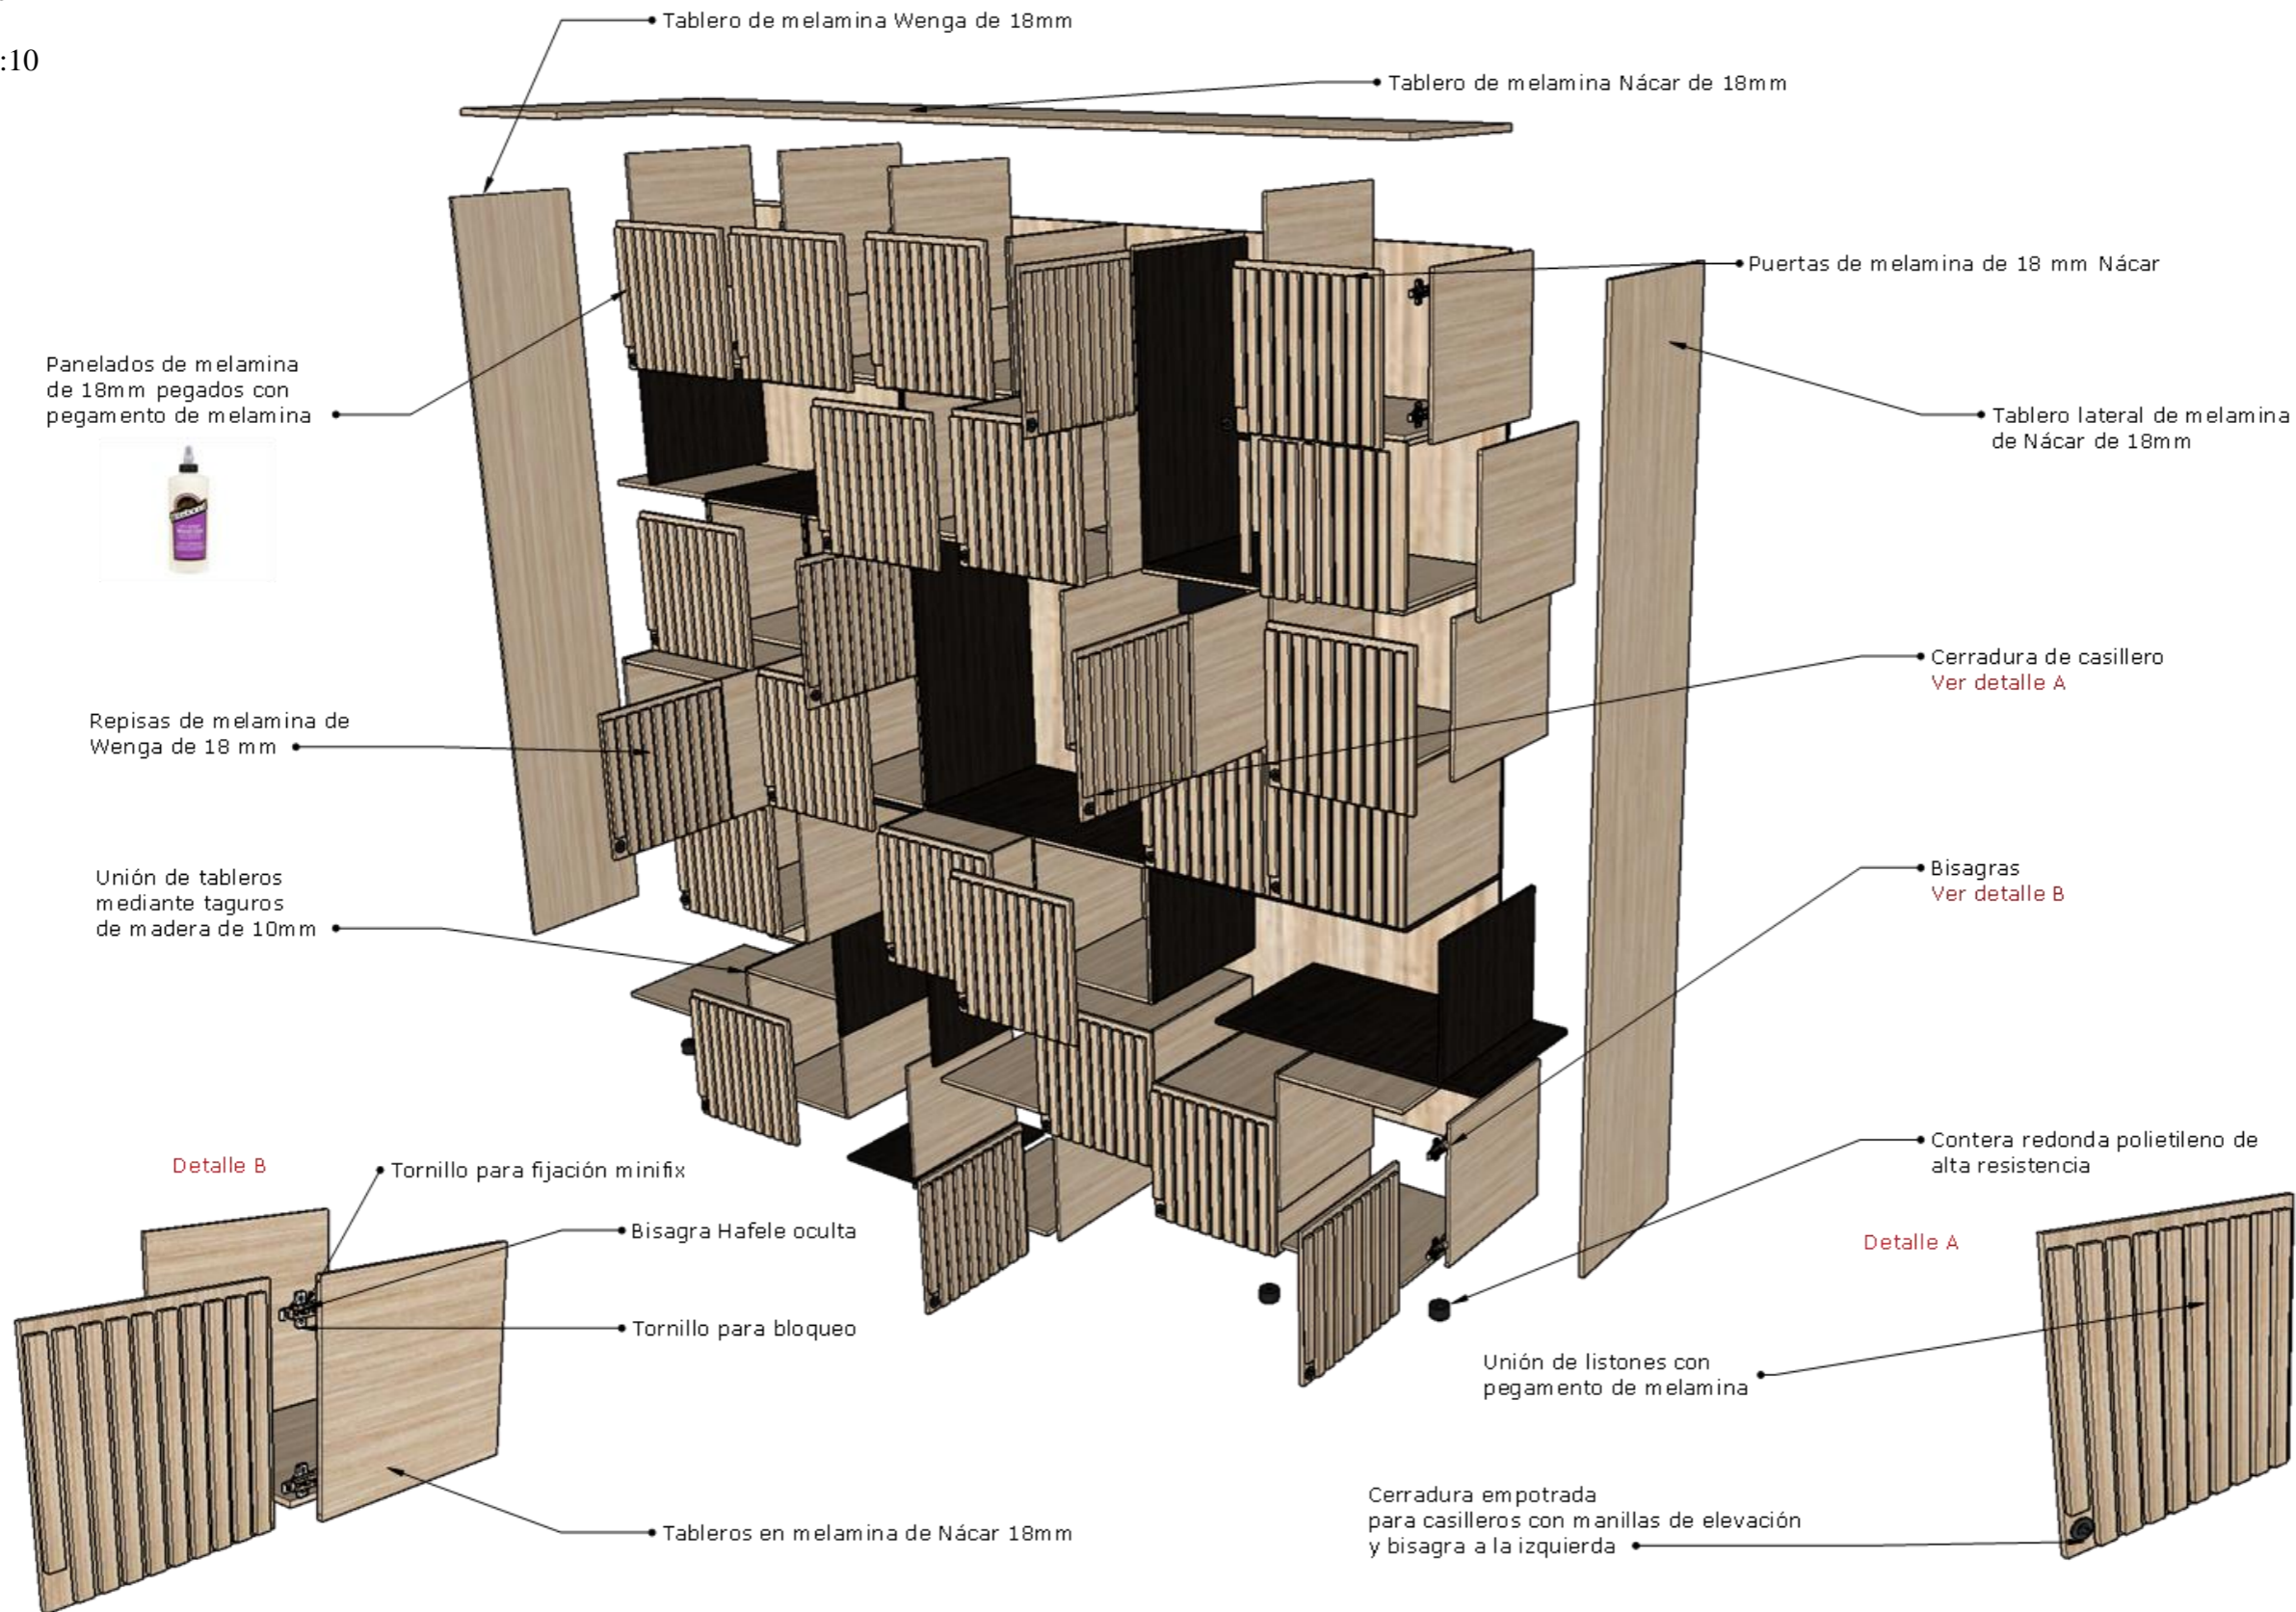 :10
Tablero de melamina Wenga de 18mm
Tablero de melamina Nácar de 18mm
Puertas de melamina de 18 mm Nácar
Panelados de melamina
de 18mm pegados con
pegamento de melamina
Tablero lateral de melamina
de Nácar de 18mm
Cerradura de casillero
Ver detalle A
Repisas de melamina de
Wenga de 18 mm
Unión de tableros
mediante taguros
de madera de 10mm
Bisagras
Ver detalle B
Contera redonda polietileno de
alta resistencia
Detalle B
Tornillo para fijación minifix
Bisagra Hafele oculta
Tornillo para bloqueo
Tableros en melamina de Nácar 18mm
Detalle A
Unión de listones con
pegamento de melamina
Cerradura empotrada
para casilleros con manillas de elevación
y bisagra a la izquierda